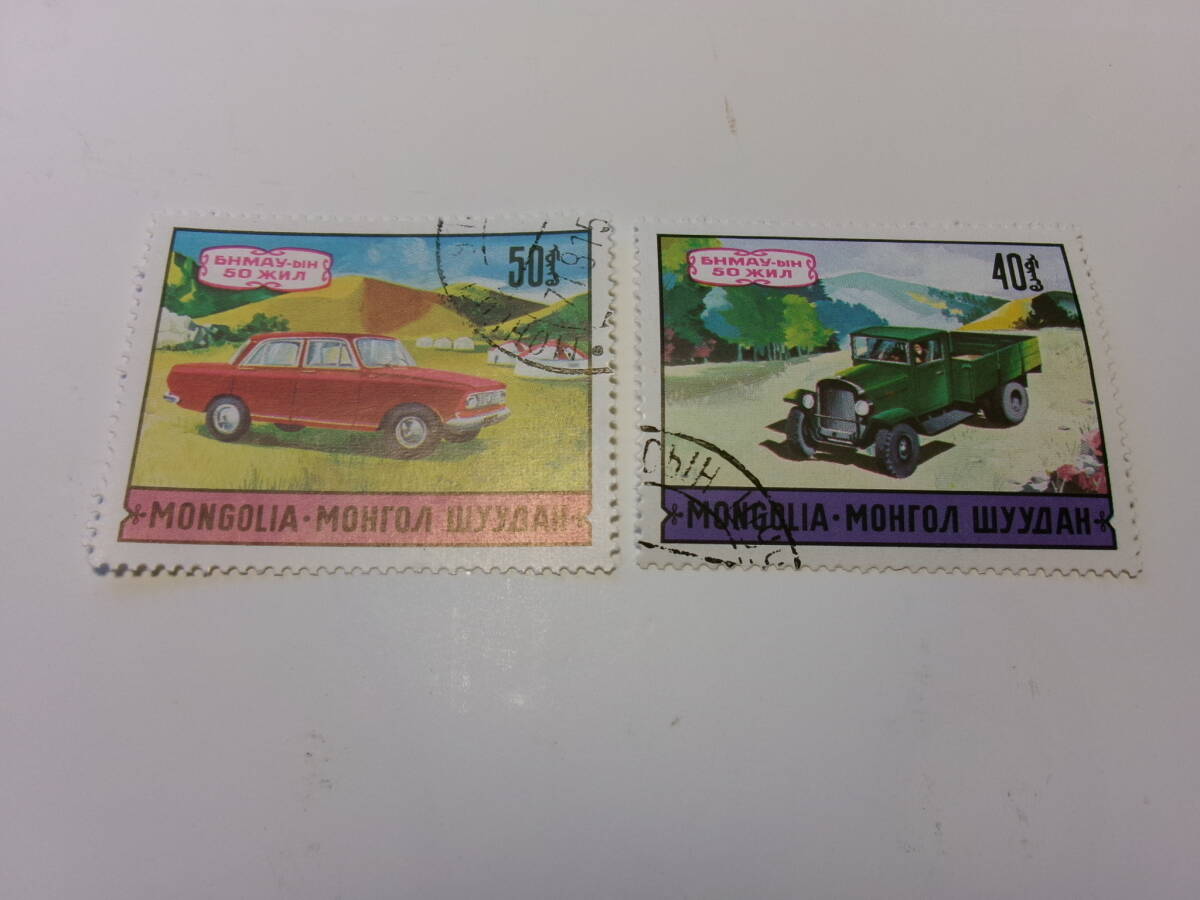 БНМАУ-ЫН
50 ЖИЛ
50
MONGOLIA · МОНГОЛ ШУУДАН
БНМАУ-ЫН
50 ЖИЛ
40
MONGOLIA · МОНГОЛ ШУУДАН